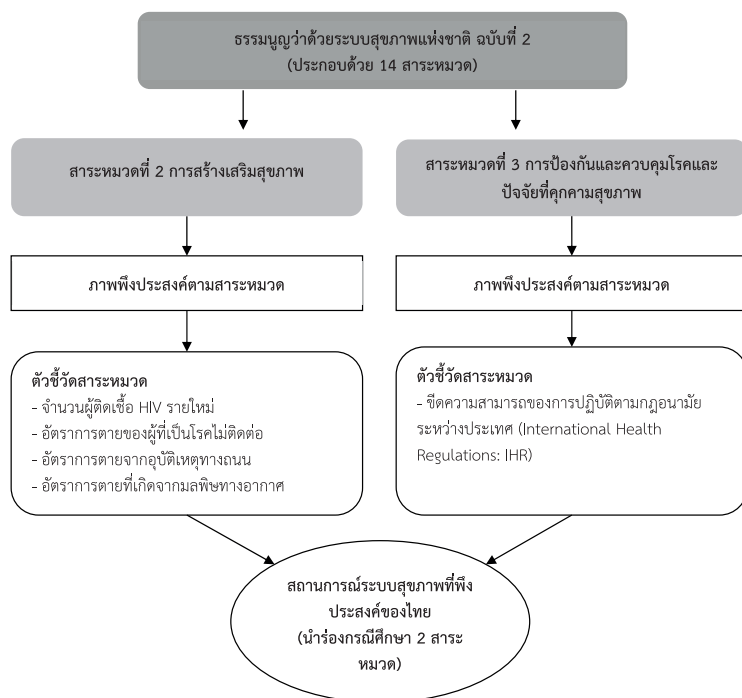 ธรรมนูญว่าด้วยระบบสุขภาพแห่งชาติ ฉบับที่ 2
(ประกอบด้วย 14 สาระหมวด)
สาระหมวดที่ 2 การสร้างเสริมสุขภาพ
สาระหมวดที่ 3 การป้องกันและควบคุมโรคและ
ปัจจัยที่คุกคามสุขภาพ
ภาพพึงประสงค์ตามสาระหมวด
ภาพพึงประสงค์ตามสาระหมวด
ตัวชี้วัดสาระหมวด
- จำนวนผู้ติดเชื้อ HIV รายใหม่
- อัตราการตายของผู้ที่เป็นโรคไม่ติดต่อ
- อัตราการตายจากอุบัติเหตุทางถนน
- อัตราการตายที่เกิดจากมลพิษทางอากาศ
ตัวชี้วัดสาระหมวด
- ขีดความสามารถของการปฏิบัติตามกฎอนามัย
ระหว่างประเทศ (International Health
Regulations: IHR)
สถานการณ์ระบบสุขภาพที่พึง
ประสงค์ของไทย
(นำร่องกรณีศึกษา 2 สาระ
หมวด)